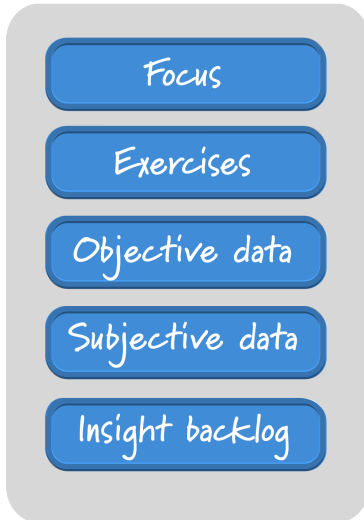 Focus
Exercises
Objective data
Subjective data
Insight backlog